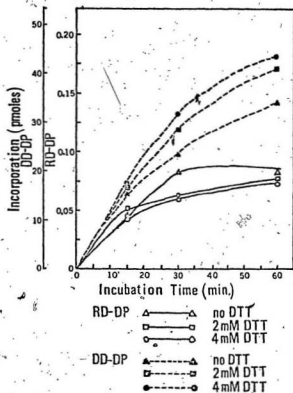 Incorporation (pmoles)
DD-DP
RD-DP
50
40
30
20
10
0
0.20
0.15
0.10
0.05
0
0 10 20 30 40 50 60
Incubation Time (min.)
RD-DP no DTT
2mM DTT
4mM DTT
DD-DP no DTT
2mM DTT
4mM DTT